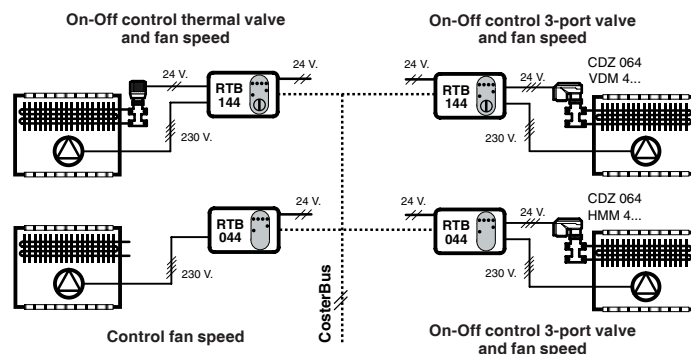 On-Off control thermal valve
and fan speed
24 V.
RTB
144
24 V.
230 V.
On-Off control 3-port valve
and fan speed
24 V.
RTB
144
24 V.
CDZ 064
VDM 4...
230 V.
RTB
044
24 V.
230 V.
Control fan speed
CosterBus
24 V.
RTB
044
24 V.
CDZ 064
HMM 4...
230 V.
On-Off control 3-port valve
and fan speed